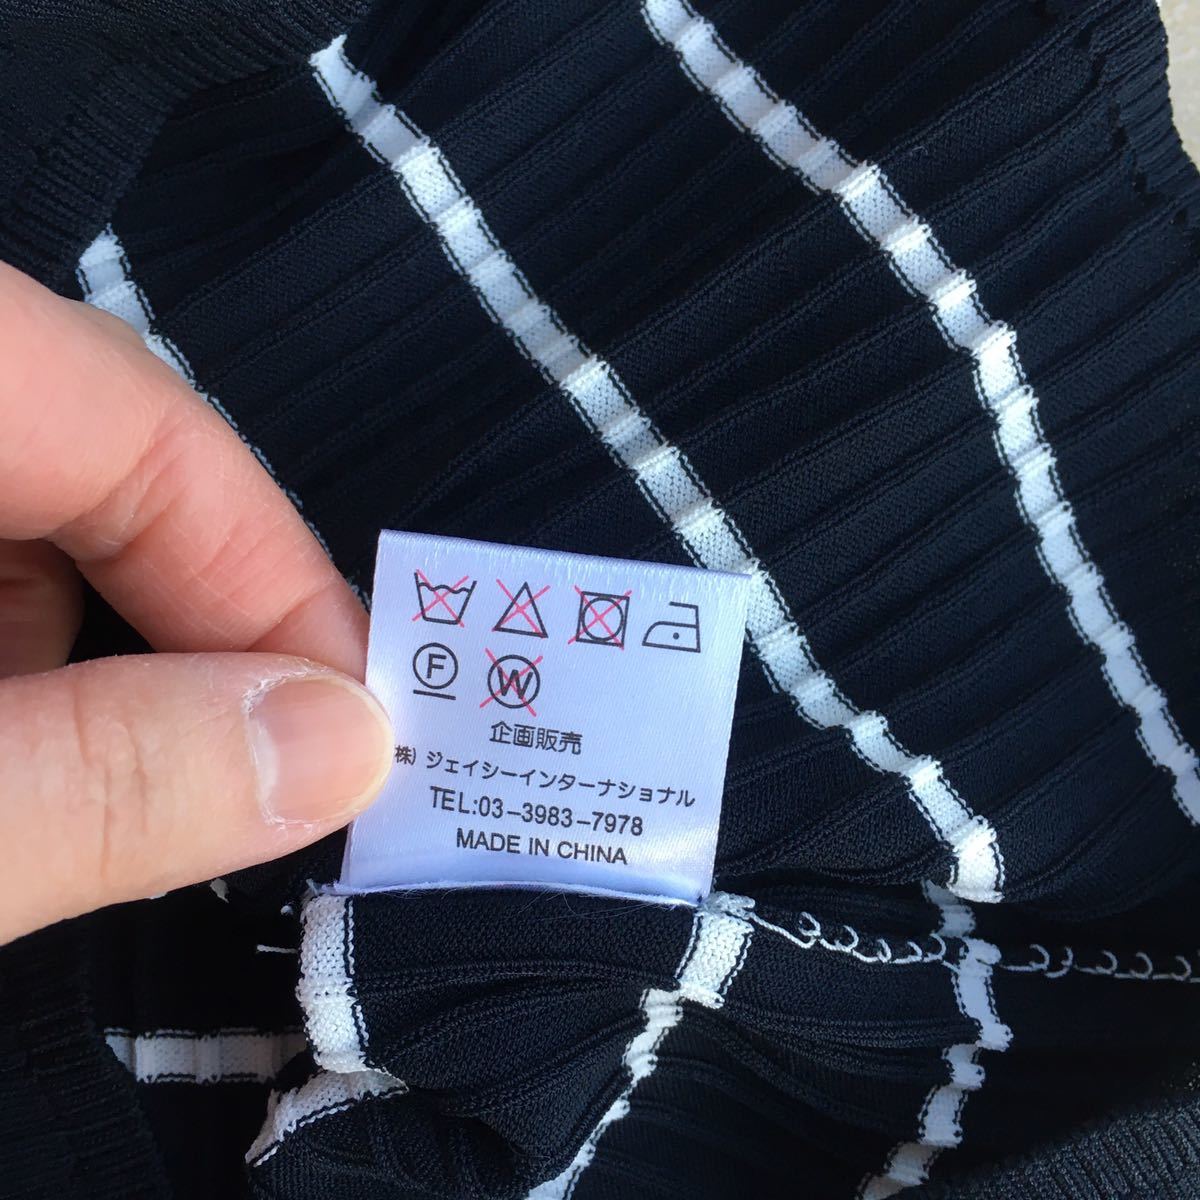 F W
企画販売
株) ジェイシーインターナショナル
TEL:03-3983-7978
MADE IN CHINA